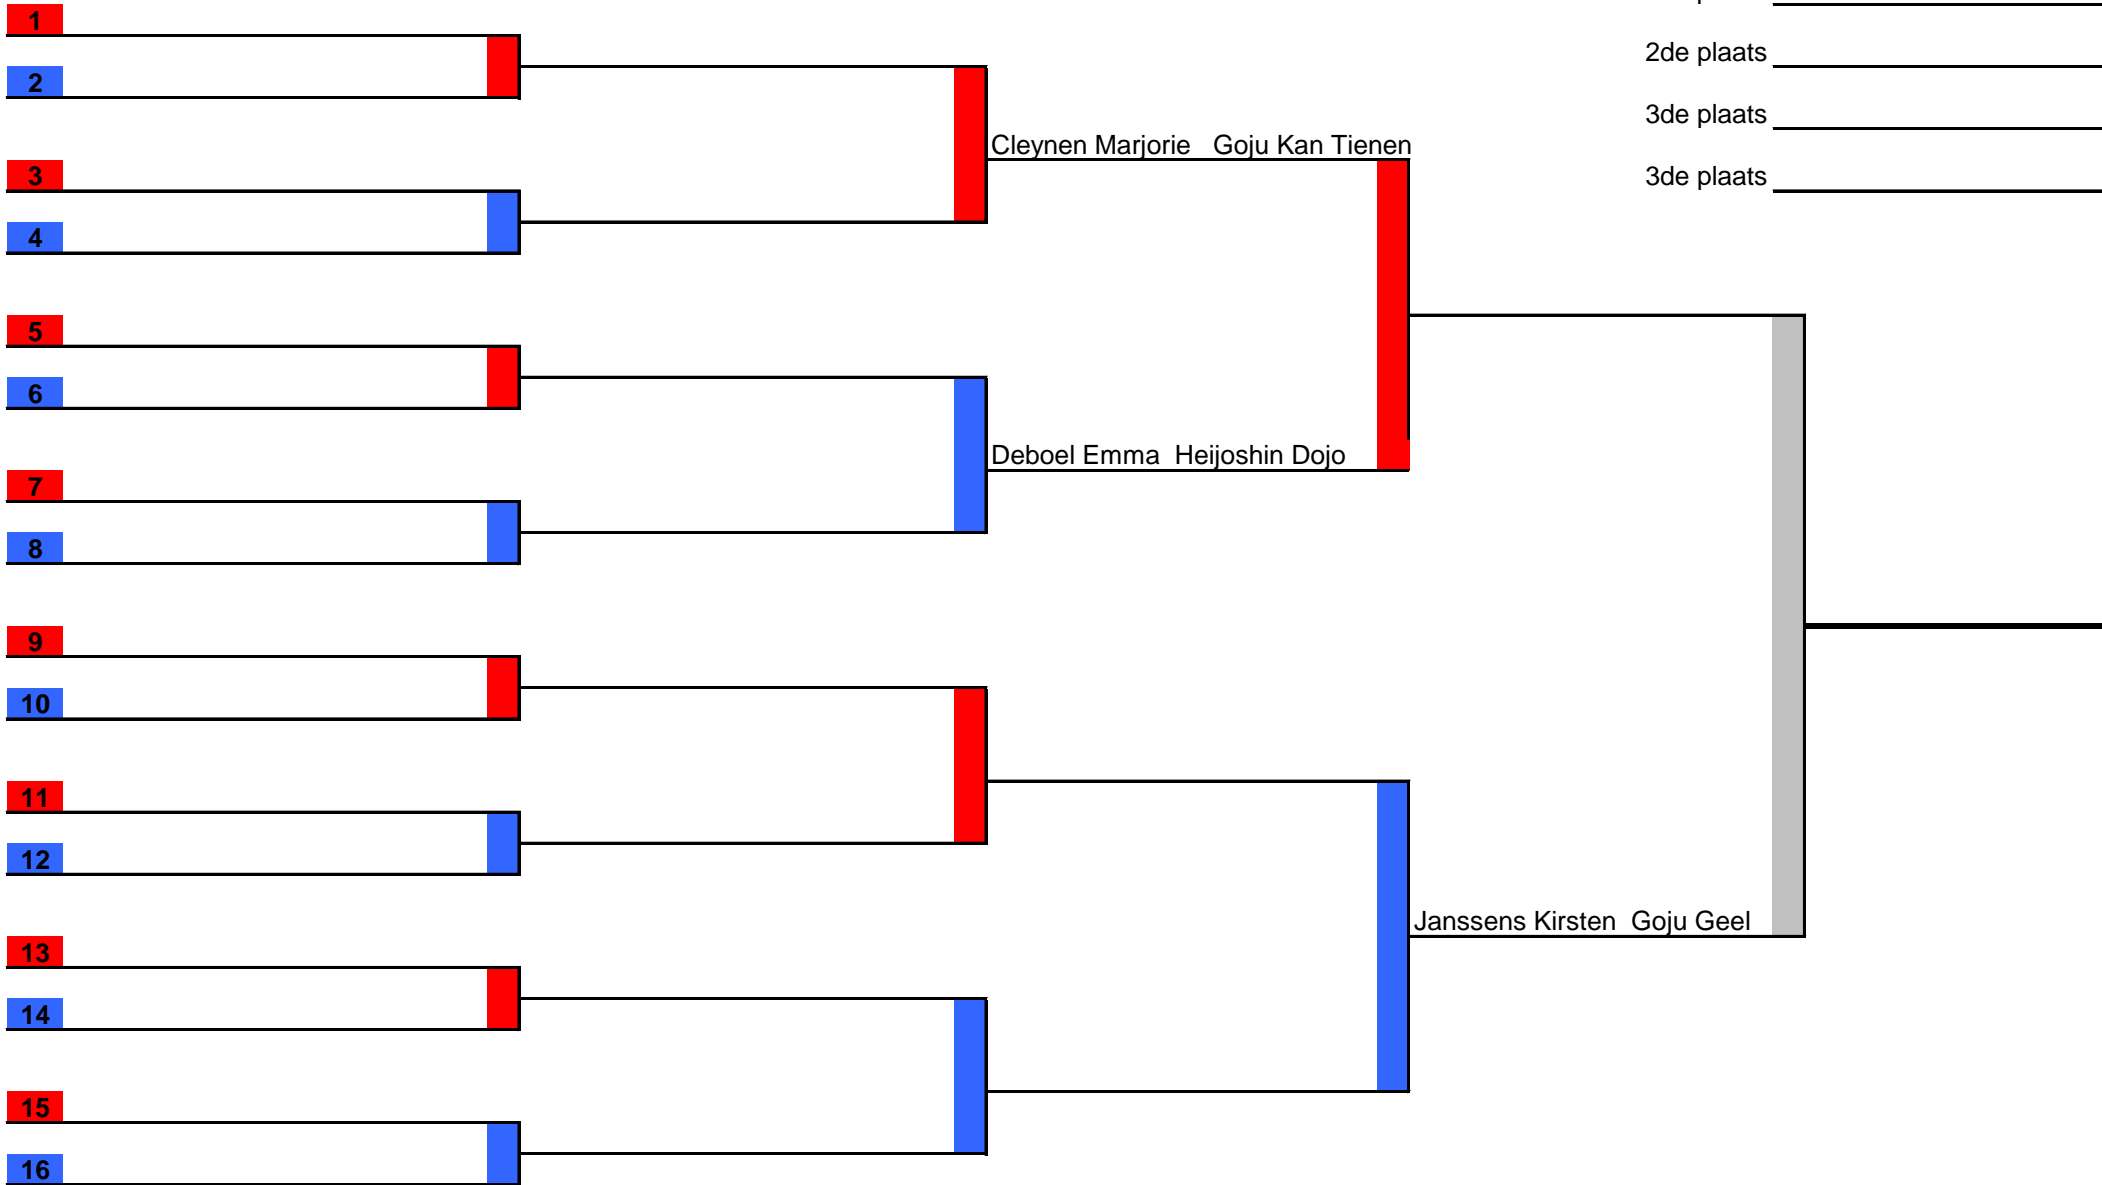 1
2de plaats
2
3de plaats
Cleynen Marjorie Goju Kan Tienen
3
3de plaats
4
5
6
Deboel Emma Heijoshin Dojo
7
8
9
10
11
12
Janssens Kirsten Goju Geel
13
14
15
16